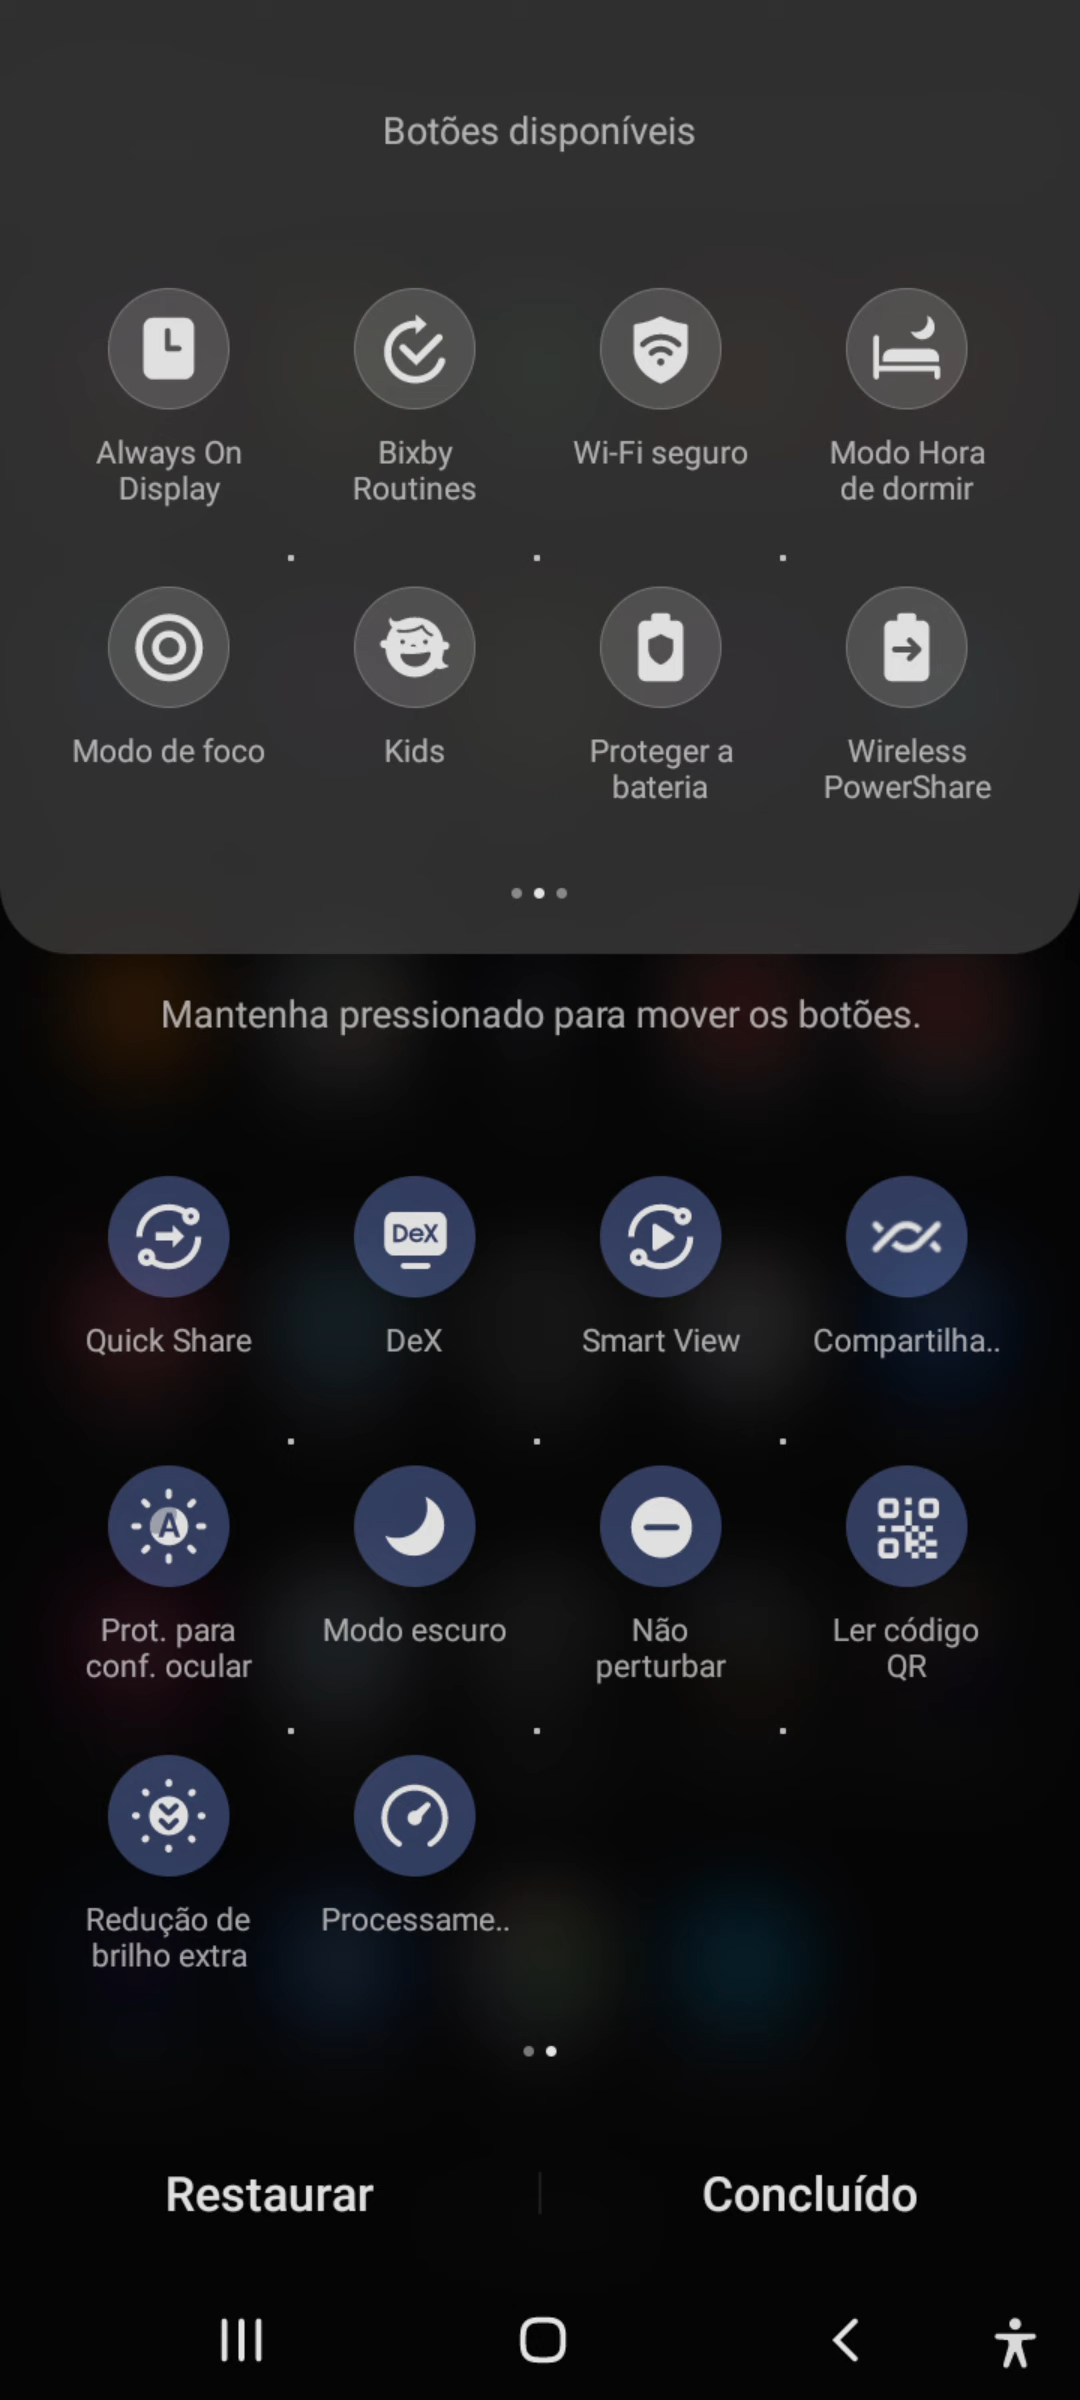 Botões disponíveis
Always On
Display
Bixby
Routines
Wi-Fi seguro
Modo Hora
de dormir
Modo de foco
Kids
Proteger a
bateria
Wireless
PowerShare
Mantenha pressionado para mover os botões.
DeX
Quick Share
DeX
Smart View
Compartilha..
A
Prot. para
conf. ocular
Modo escuro
Não
perturbar
Ler código
QR
Redução de
brilho extra
Processame..
Restaurar
Concluído